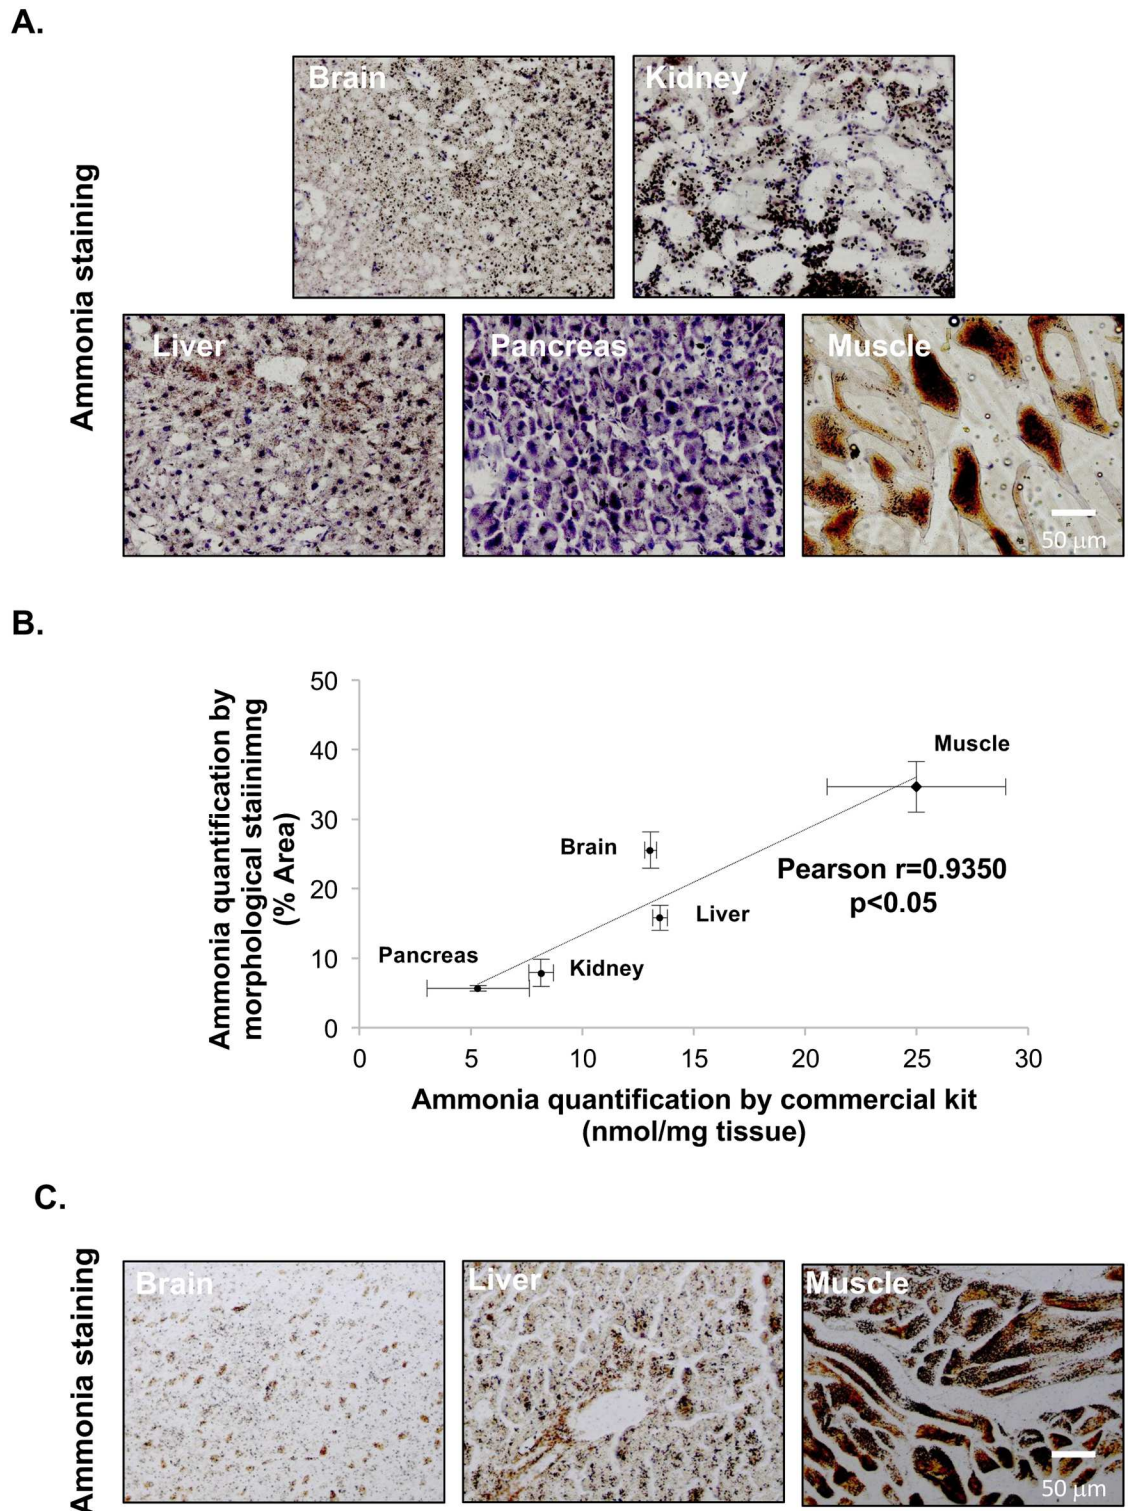 A.
Ammonia staining
Brain
Kidney
Liver
Pancreas
Muscle
50 μm
B.
Ammonia quantification by
morphological staiinimng
(% Area)
50
40
30
20
10
0
Muscle
Brain
Pearson r=0.9350
p<0.05
Liver
Pancreas
Kidney
0 5 10 15 20 25 30
Ammonia quantification by commercial kit
(nmol/mg tissue)
C.
Ammonia staining
Brain
Liver
Muscle
50 μm